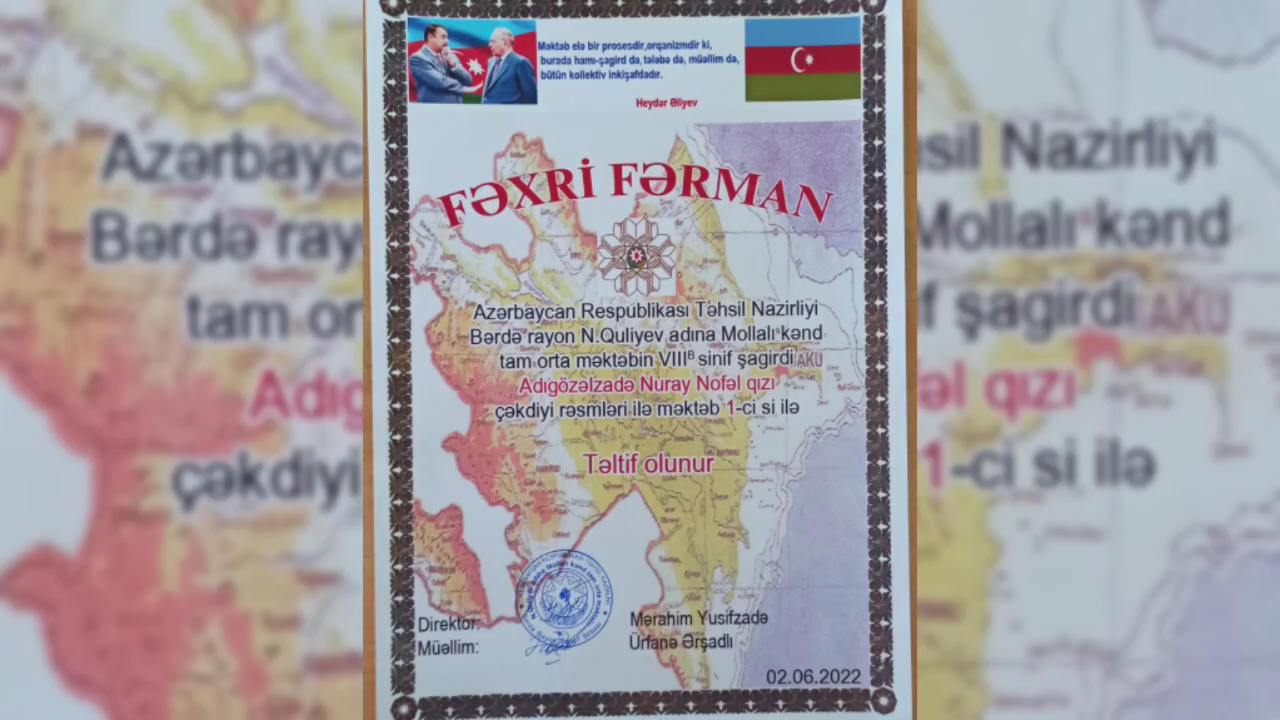 Məktəb elə bir prosesdir,orqanizmdir ki,
burada hamı-şagird də, tələbə də, müəllim də,
bütün kollektiv inkişafdadır.
Heydər Əliyev
FƏXRİ FƏRMAN
Azərbaycan Respublikası Təhsil Nazirliyi
Bərdə rayon N.Quliyev adına Mollalı kənd
tam orta məktəbin VIIIᴮ sinif şagirdi
Adıgözəlzadə Nuray Nofəl qızı
çəkdiyi rəsmləri ilə məktəb 1-ci si ilə
Təltif olunur
Direktor: Mərahim Yusifzadə
Müəllim: Ürfanə Ərşadlı
02.06.2022